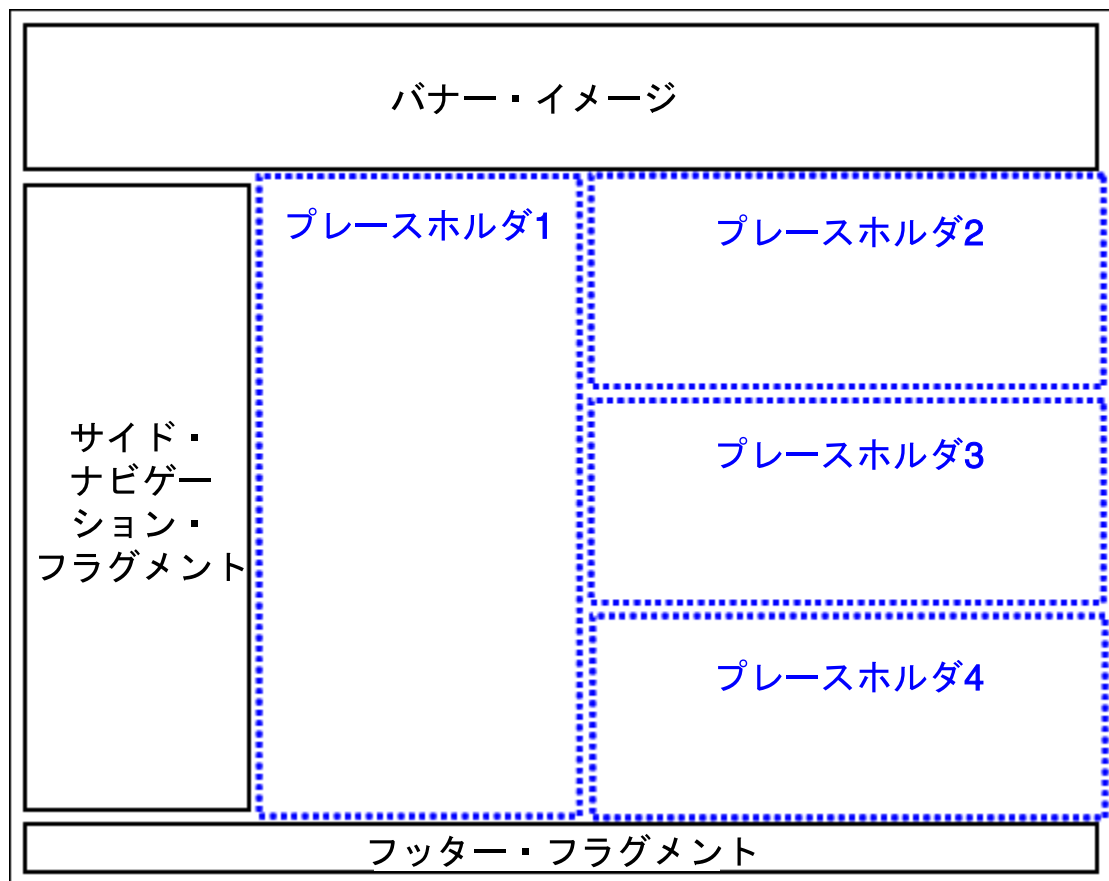 バナー・イメージ
プレースホルダ1
プレースホルダ2
プレースホルダ3
プレースホルダ4
サイド・
ナビゲー
ション・
フラグメント
フッター・フラグメント